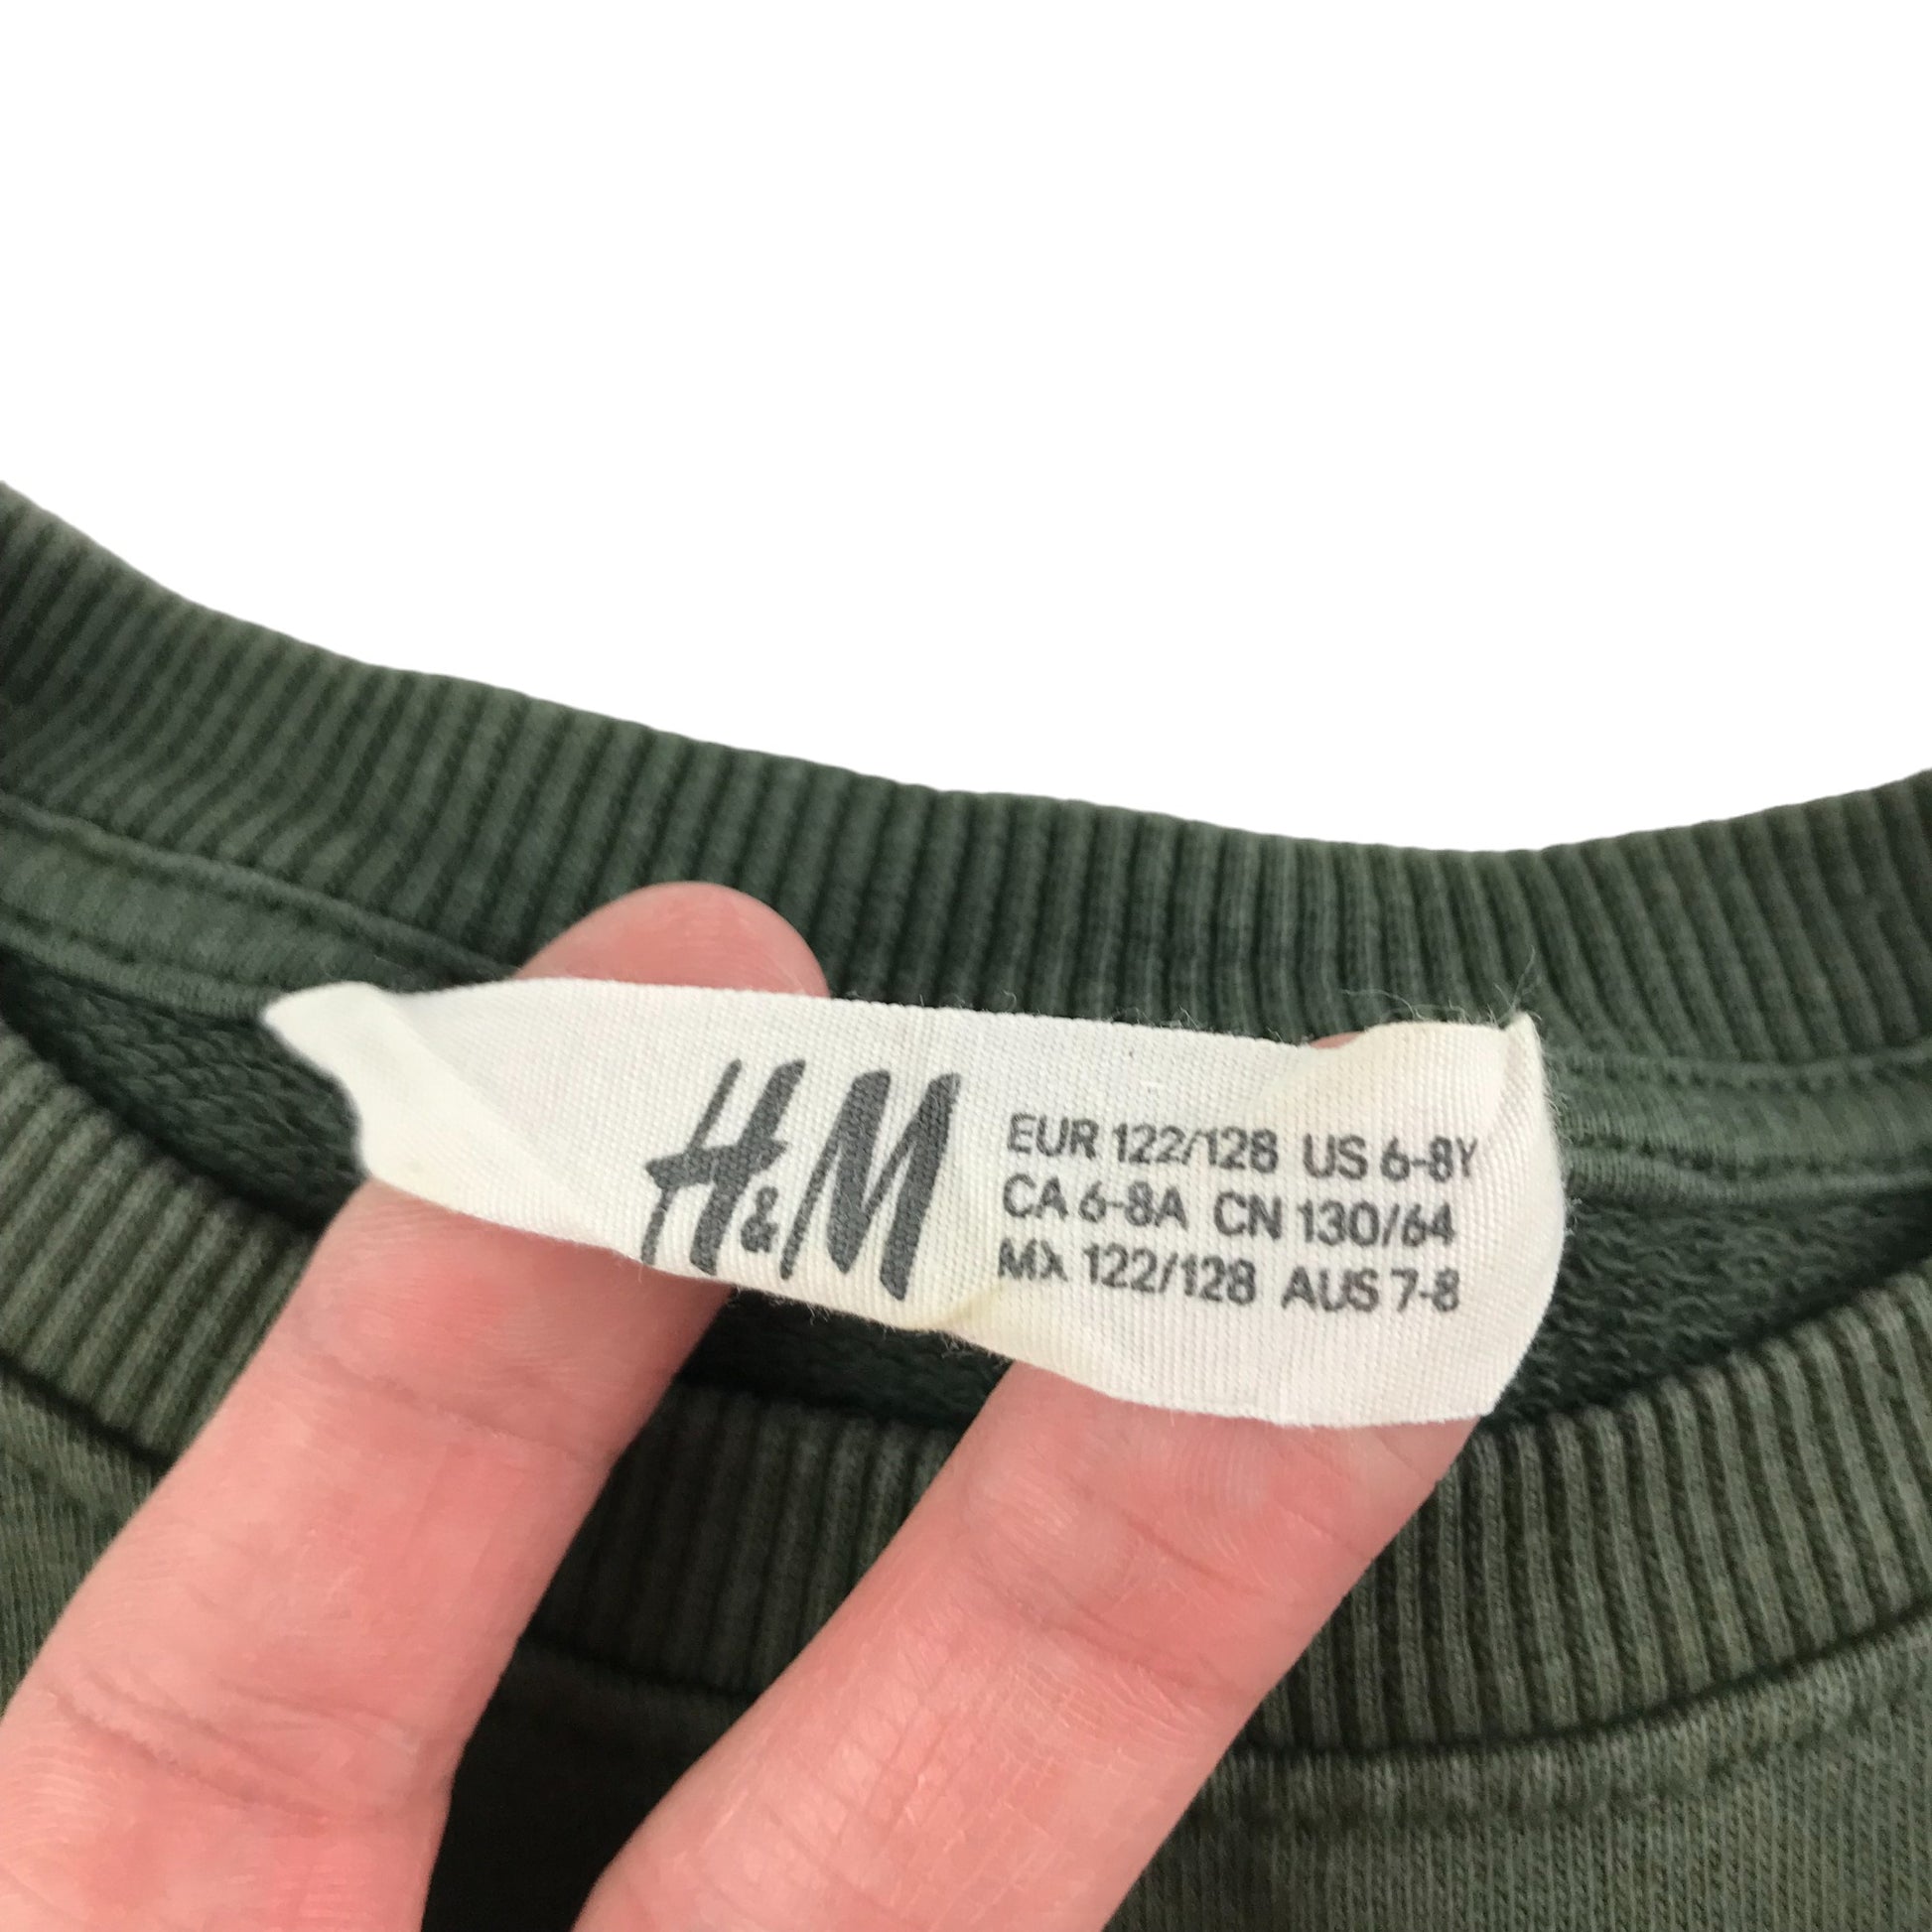 H&M
EUR 122/128 US 6-8Y
CA 6-8A CN 130/64
MX 122/128 AUS 7-8